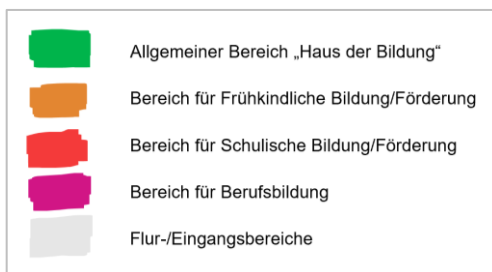 Allgemeiner Bereich „Haus der Bildung“
Bereich für Frühkindliche Bildung/Förderung
Bereich für Schulische Bildung/Förderung
Bereich für Berufsbildung
Flur-/Eingangsbereiche